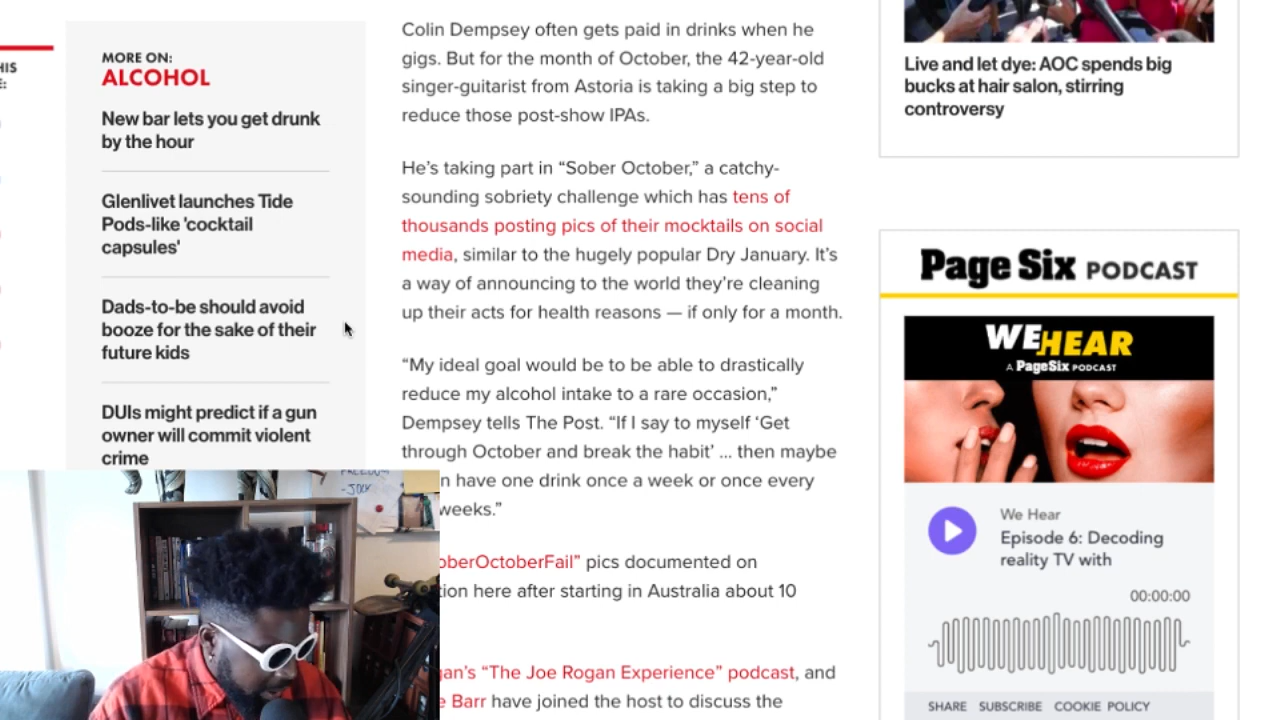 HIS
E:
MORE ON:
ALCOHOL
New bar lets you get drunk
by the hour
Glenlivet launches Tide
Pods-like 'cocktail
capsules'
Dads-to-be should avoid
booze for the sake of their
future kids
DUIs might predict if a gun
owner will commit violent
crime
Colin Dempsey often gets paid in drinks when he
gigs. But for the month of October, the 42-year-old
singer-guitarist from Astoria is taking a big step to
reduce those post-show IPAs.
He’s taking part in “Sober October,” a catchy-
sounding sobriety challenge which has tens of
thousands posting pics of their mocktails on social
media, similar to the hugely popular Dry January. It’s
a way of announcing to the world they’re cleaning
up their acts for health reasons — if only for a month.
“My ideal goal would be to be able to drastically
reduce my alcohol intake to a rare occasion,”
Dempsey tells The Post. “If I say to myself ‘Get
through October and break the habit’ ... then maybe
n have one drink once a week or once every
weeks.”
oberOctoberFail” pics documented on
tion here after starting in Australia about 10
gan’s “The Joe Rogan Experience” podcast, and
e Barr have joined the host to discuss the
Live and let dye: AOC spends big
bucks at hair salon, stirring
controversy
Page Six PODCAST
WE HEAR
A PageSix PODCAST
We Hear
Episode 6: Decoding
reality TV with
00:00:00
SHARE SUBSCRIBE COOKIE POLICY
FREEDOM
-JOCK